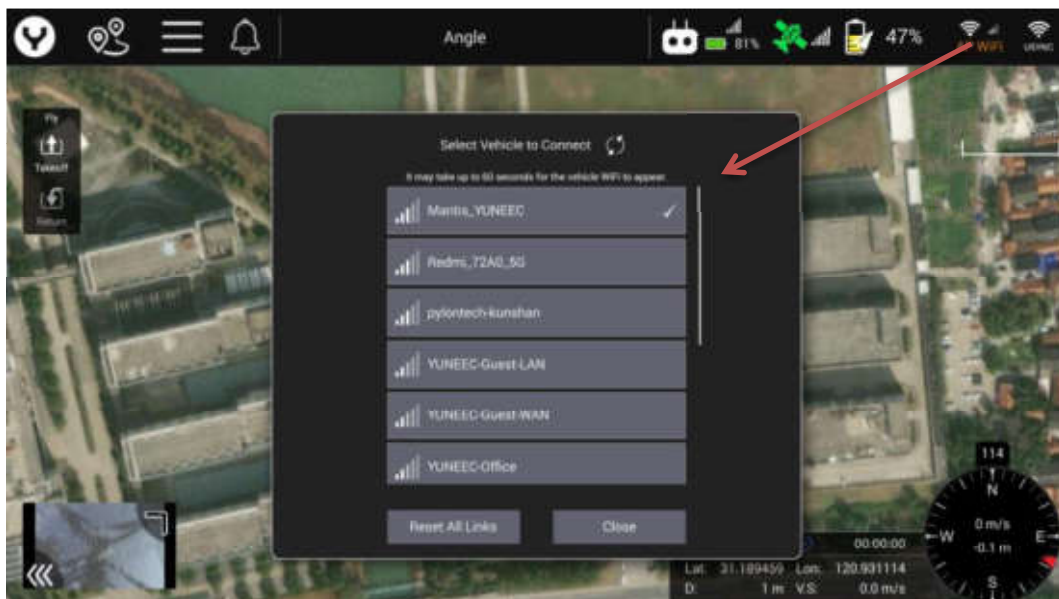 Angle
81%
47%
WiFi
Fly
Takeoff
Return
Select Vehicle to Connect
It may take up to 60 seconds for the vehicle WiFi to appear.
Mantis_YUNEEC
Redmi_72A0_5G
pylontech-kunshan
YUNEEC-Guest-LAN
YUNEEC-Guest-WAN
YUNEEC-Office
Reset All Links
Close
114
N
W
E
S
0 m/s
-0.1 m
00:00:00
Lat: 31.189459 Lon: 120.931114
D: 1 m V.S: 0.0 m/s